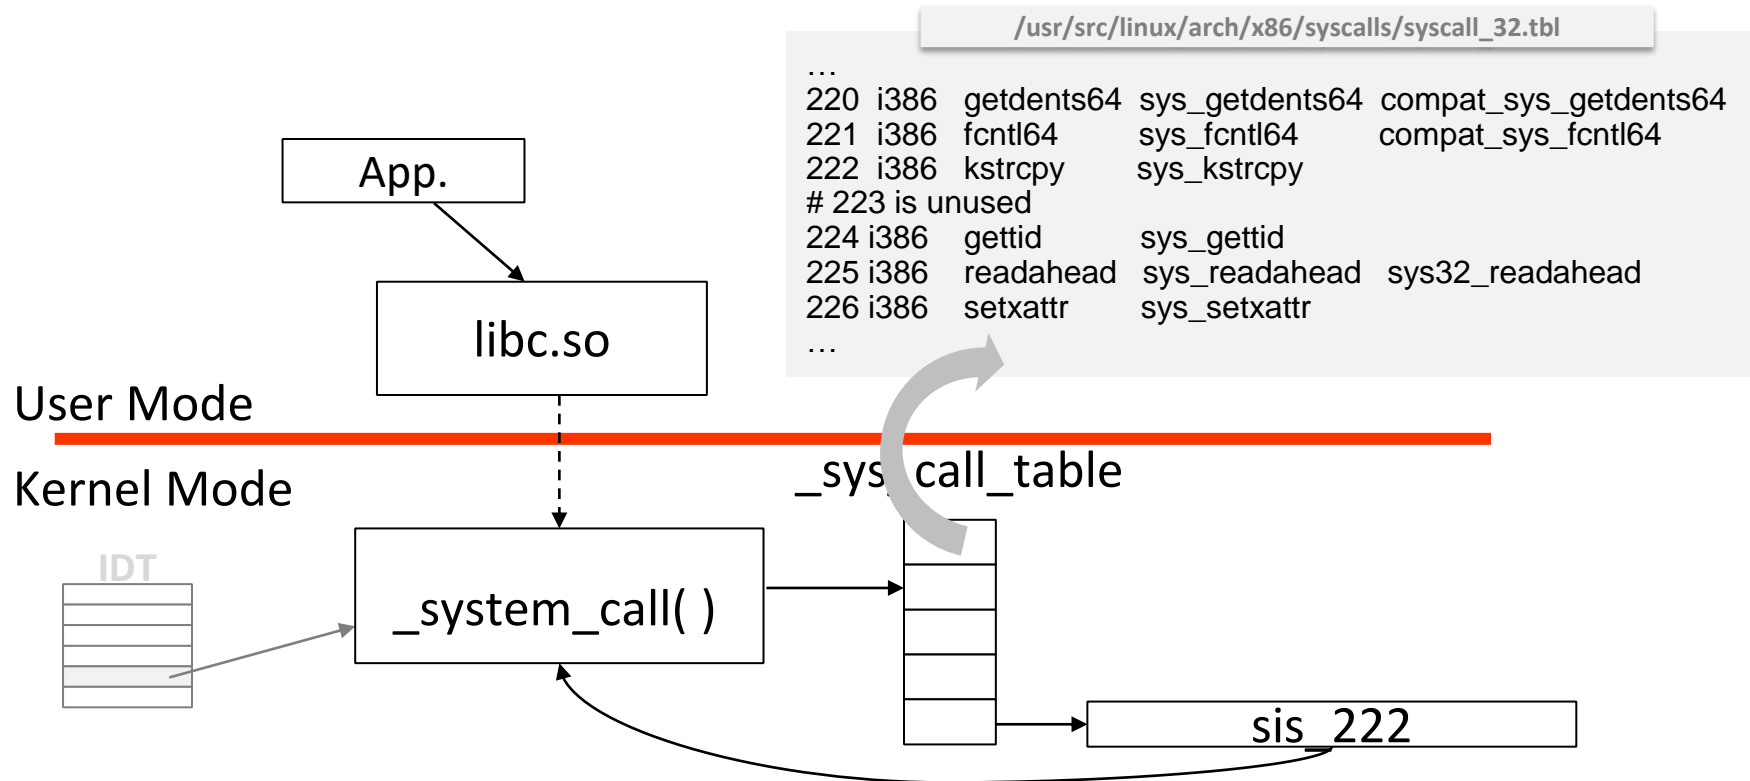 /usr/src/linux/arch/x86/syscalls/syscall_32.tbl
…
220 i386 getdents64 sys_getdents64 compat_sys_getdents64
221 i386 fcntl64 sys_fcntl64 compat_sys_fcntl64
222 i386 kstrcpy sys_kstrcpy
# 223 is unused
224 i386 gettid sys_gettid
225 i386 readahead sys_readahead sys32_readahead
226 i386 setxattr sys_setxattr
…
App.
libc.so
User Mode
Kernel Mode
_sys_call_table
IDT
_system_call( )
sis_222